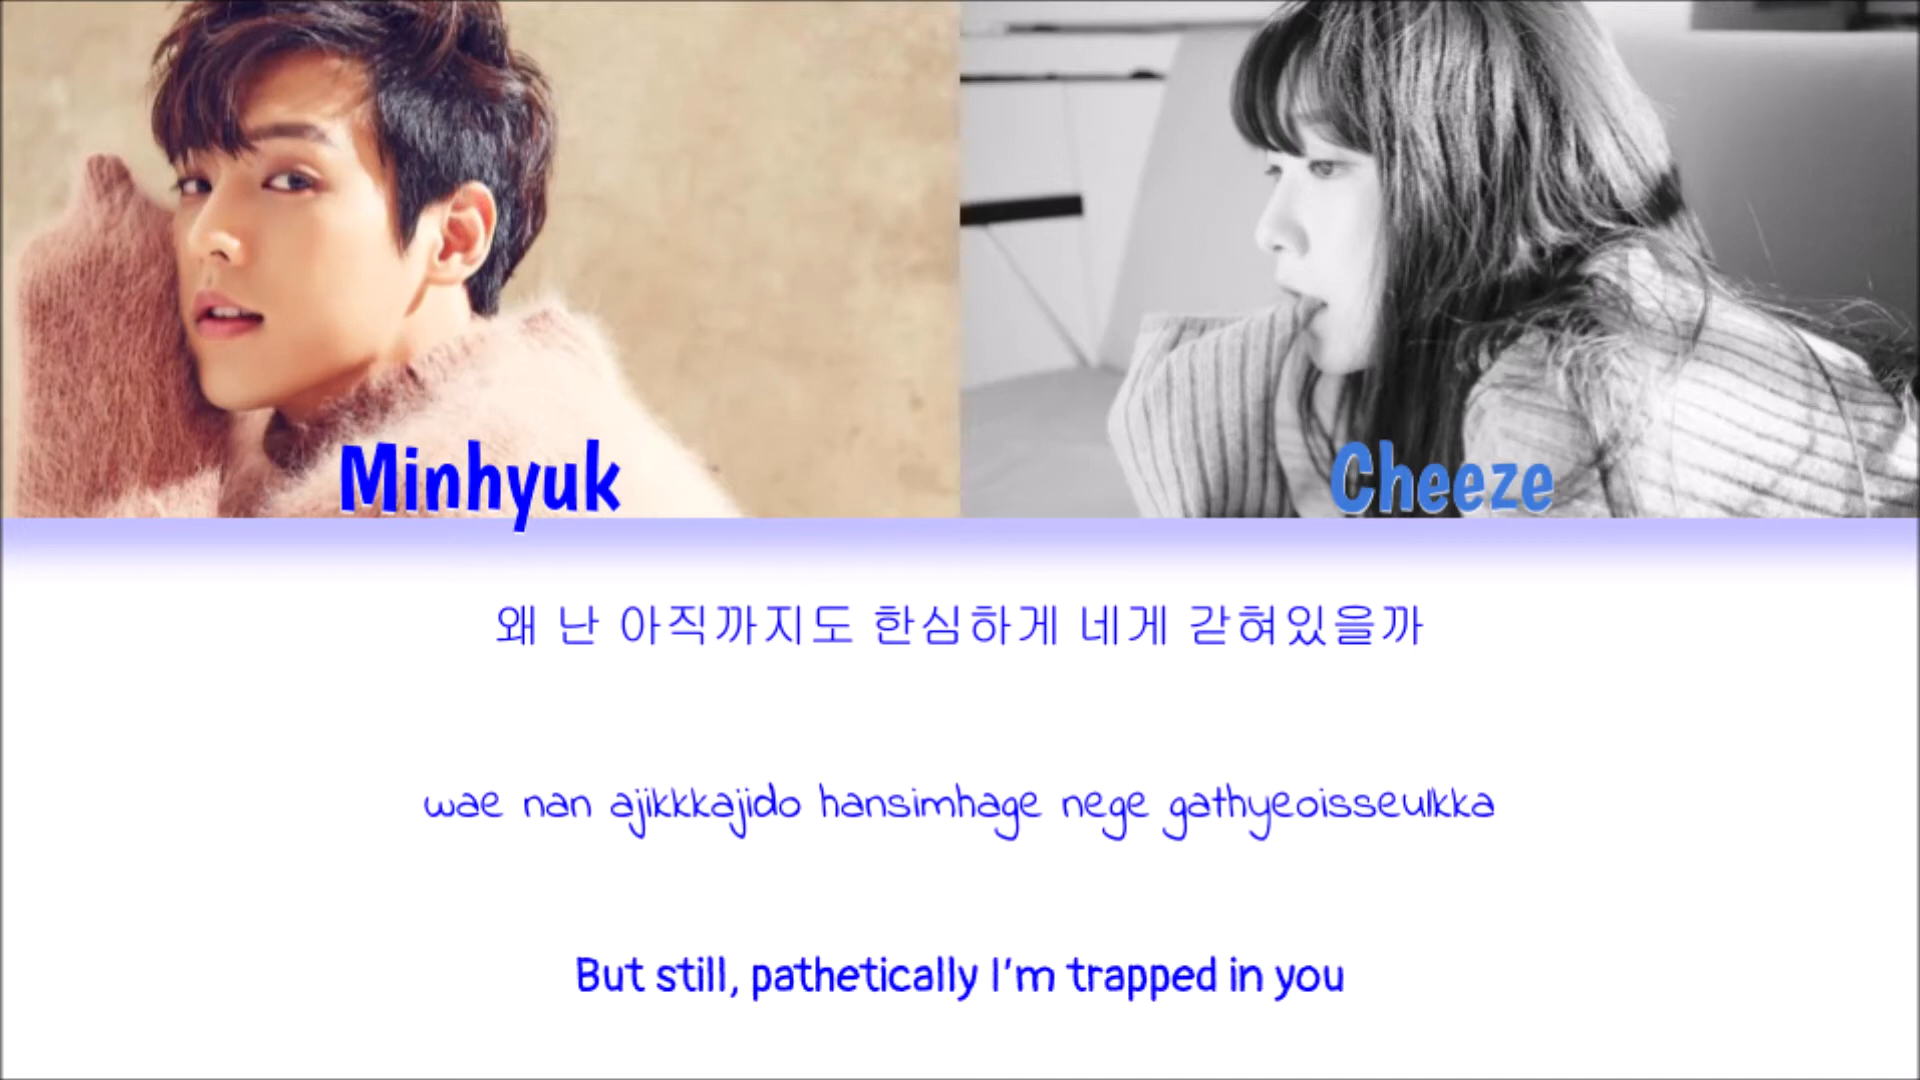 Minhyuk
Cheeze
왜 난 아직까지도 한심하게 네게 갇혀있을까
wae nan ajikkkajido hansimhage nege gathyeoisseulkka
But still, pathetically I'm trapped in you